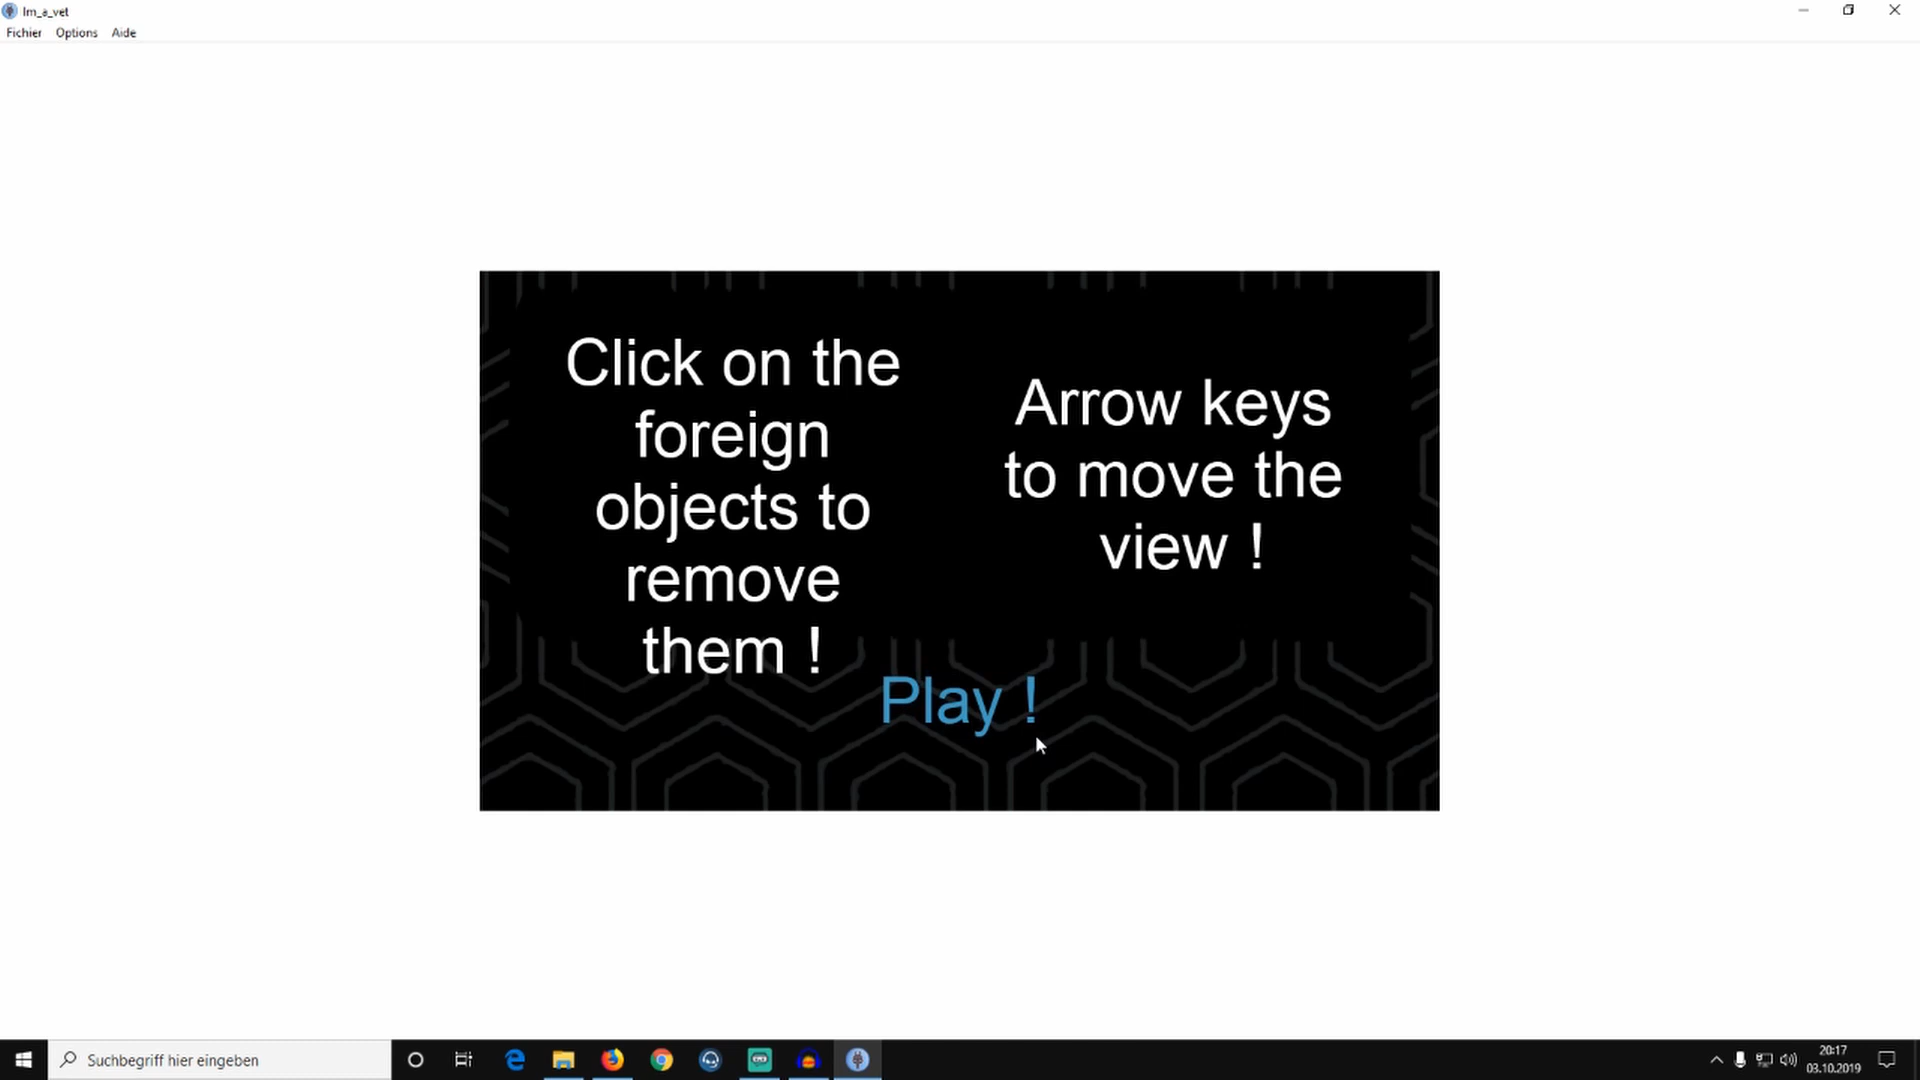 Im_a_vet
Fichier Options Aide
Click on the
foreign
objects to
remove
them !
Arrow keys
to move the
view !
Play !
Suchbegriff hier eingeben
20:17
03.10.2019